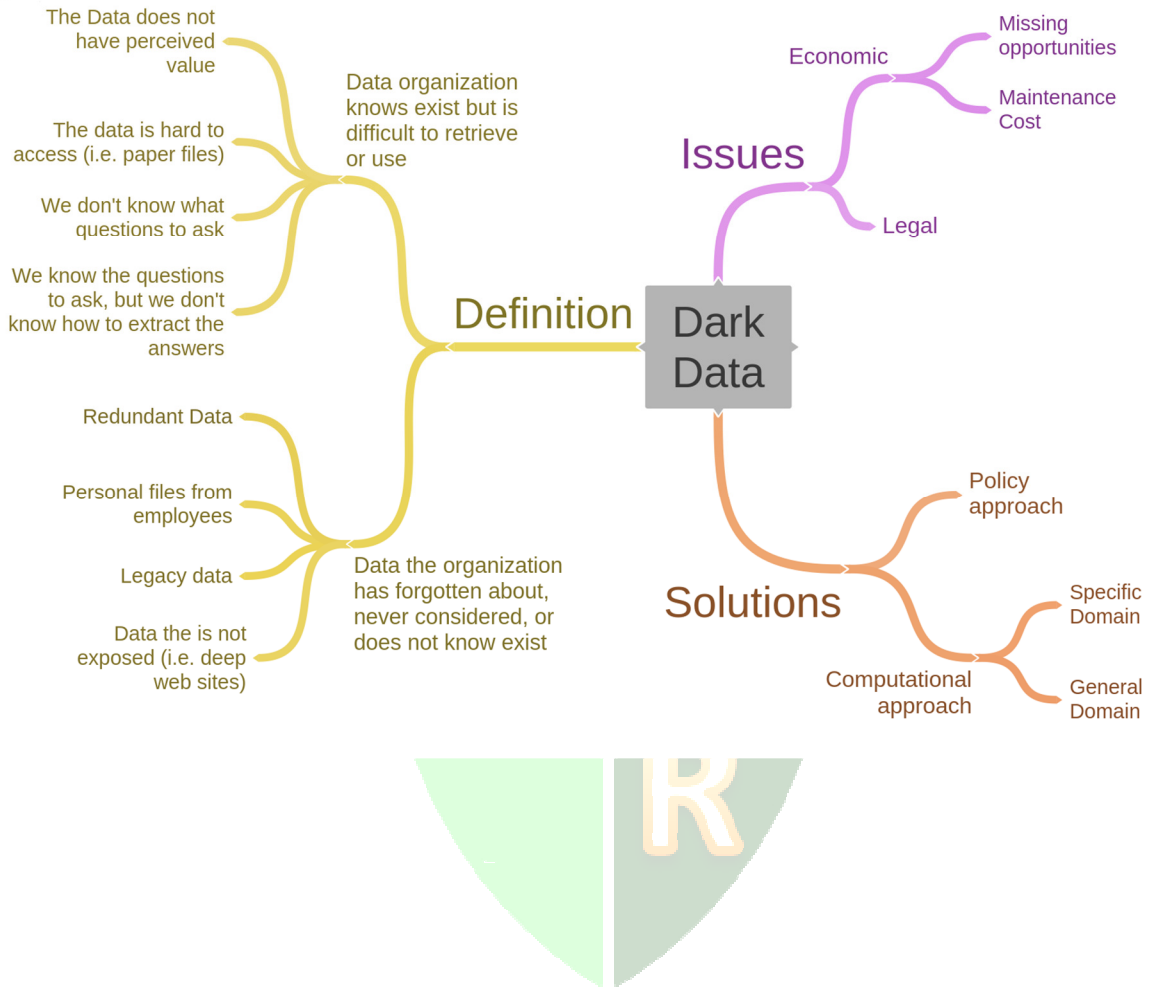 Dark
Data
Definition
Data organization
knows exist but is
difficult to retrieve
or use
The Data does not
have perceived
value
The data is hard to
access (i.e. paper files)
We don't know what
questions to ask
We know the questions
to ask, but we don't
know how to extract the
answers
Data the organization
has forgotten about,
never considered, or
does not know exist
Redundant Data
Personal files from
employees
Legacy data
Data the is not
exposed (i.e. deep
web sites)
Issues
Economic
Missing
opportunities
Maintenance
Cost
Legal
Solutions
Policy
approach
Computational
approach
Specific
Domain
General
Domain
R